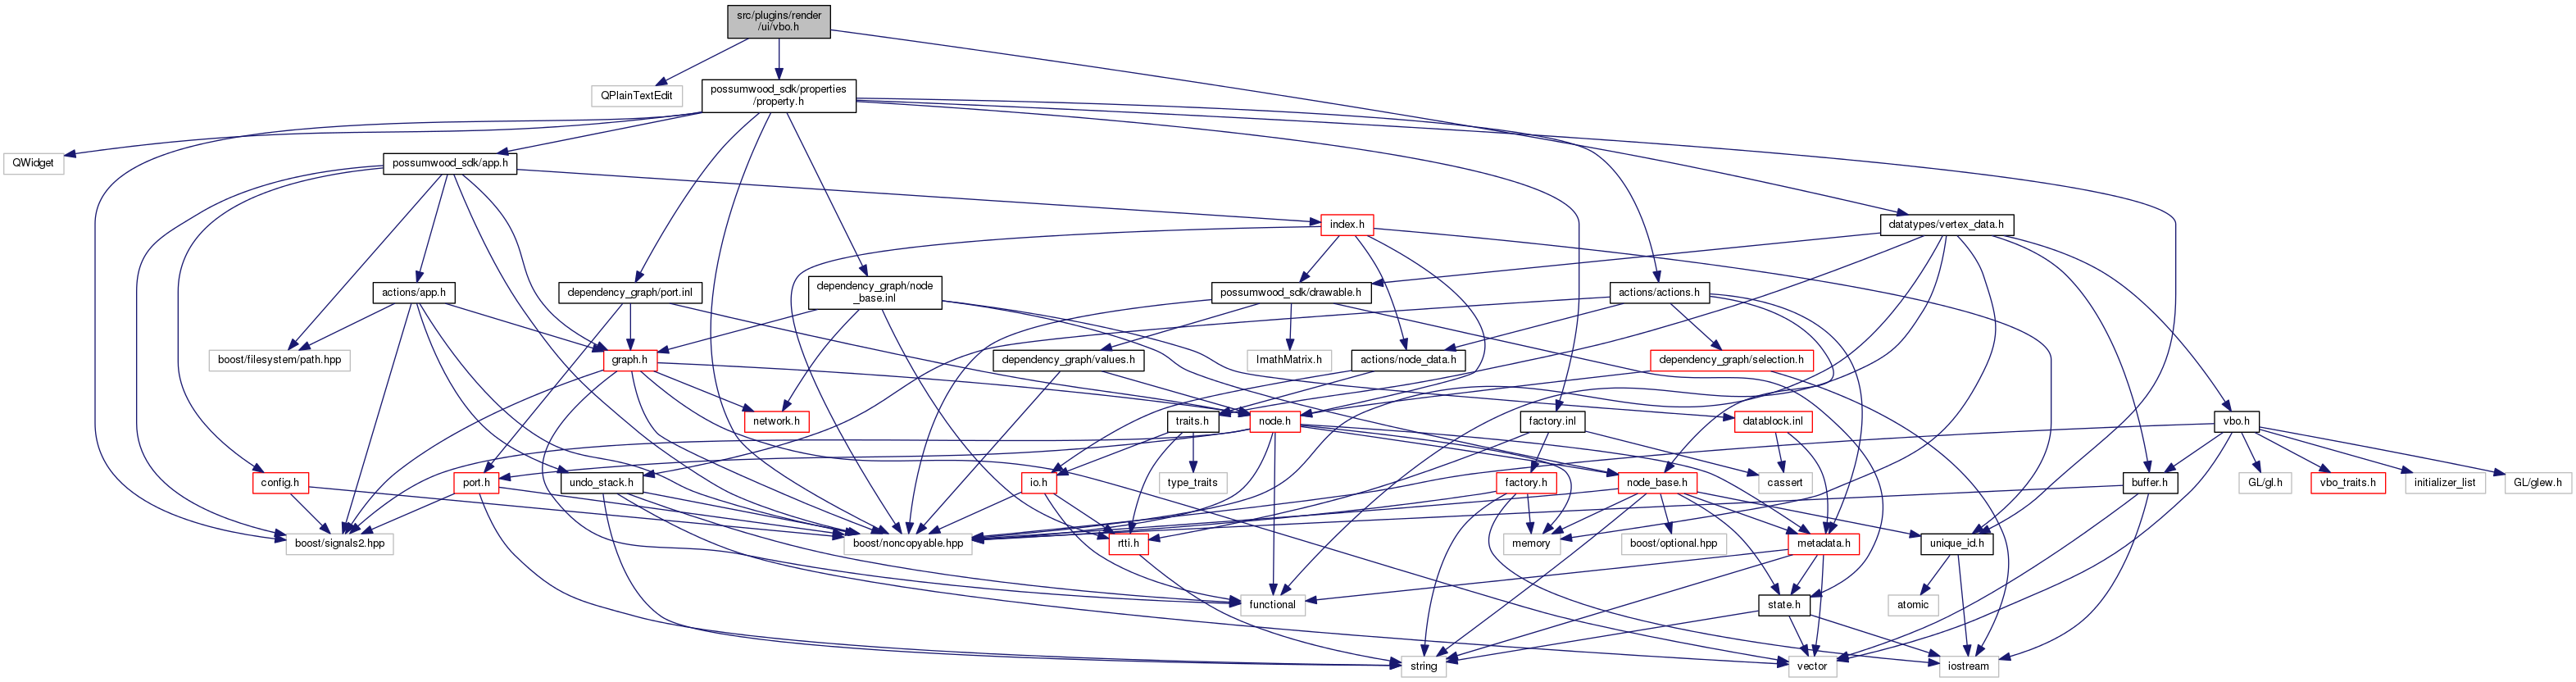 src/plugins/render
/ui/vbo.h
QPlainTextEdit
possumwood_sdk/properties
/property.h
QWidget
possumwood_sdk/app.h
index.h
datatypes/vertex_data.h
actions/app.h
dependency_graph/port.inl
dependency_graph/node
_base.inl
possumwood_sdk/drawable.h
actions/actions.h
boost/filesystem/path.hpp
graph.h
dependency_graph/values.h
ImathMatrix.h
actions/node_data.h
dependency_graph/selection.h
network.h
traits.h
node.h
factory.inl
datablock.inl
vbo.h
config.h
port.h
undo_stack.h
io.h
type_traits
factory.h
node_base.h
cassert
buffer.h
GL/gl.h
vbo_traits.h
initializer_list
GL/glew.h
boost/signals2.hpp
boost/noncopyable.hpp
rtti.h
memory
boost/optional.hpp
metadata.h
unique_id.h
functional
state.h
atomic
string
vector
iostream